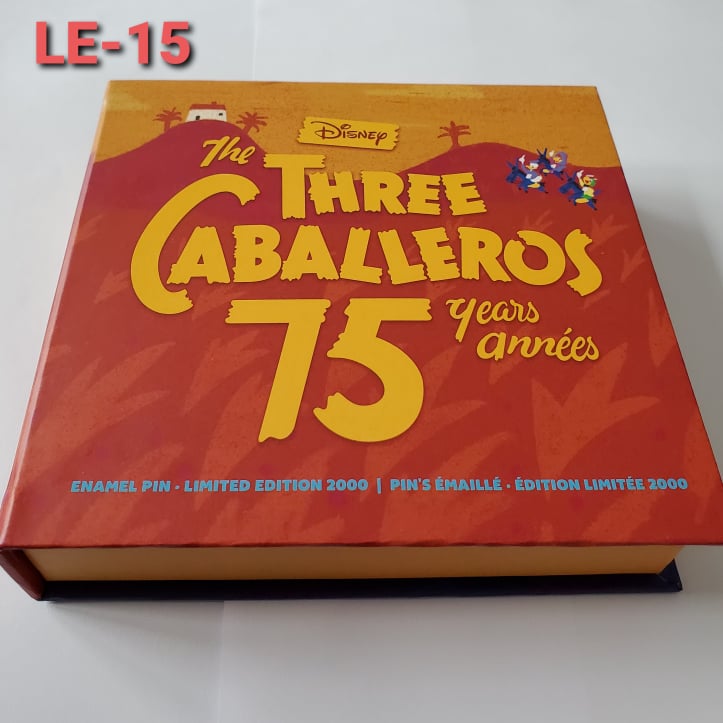 LE-15
Disney
The
THREE
CABALLEROS
75 years
années
ENAMEL PIN · LIMITED EDITION 2000 | PIN'S ÉMAILLÉ · ÉDITION LIMITÉE 2000